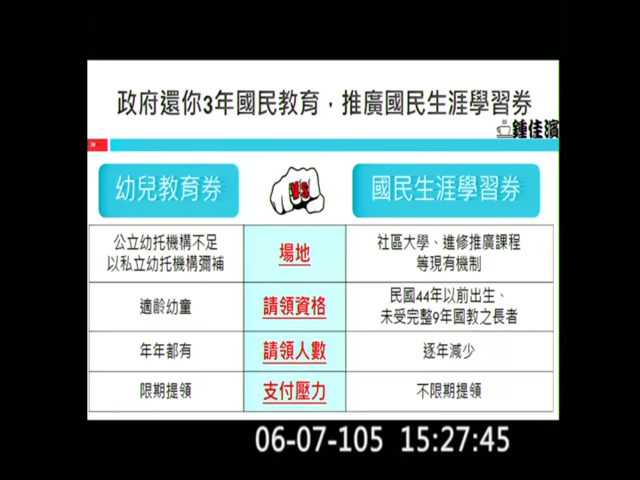 政府還你3年國民教育，推廣國民生涯學習券
鍾佳濱
幼兒教育券
VS
國民生涯學習券
公立幼托機構不足
以私立幼托機構彌補
場地
社區大學、進修推廣課程
等現有機制
適齡幼童
請領資格
民國44年以前出生、
未受完整9年國教之長者
年年都有
請領人數
逐年減少
限期提領
支付壓力
不限期提領
06-07-105 15:27:45